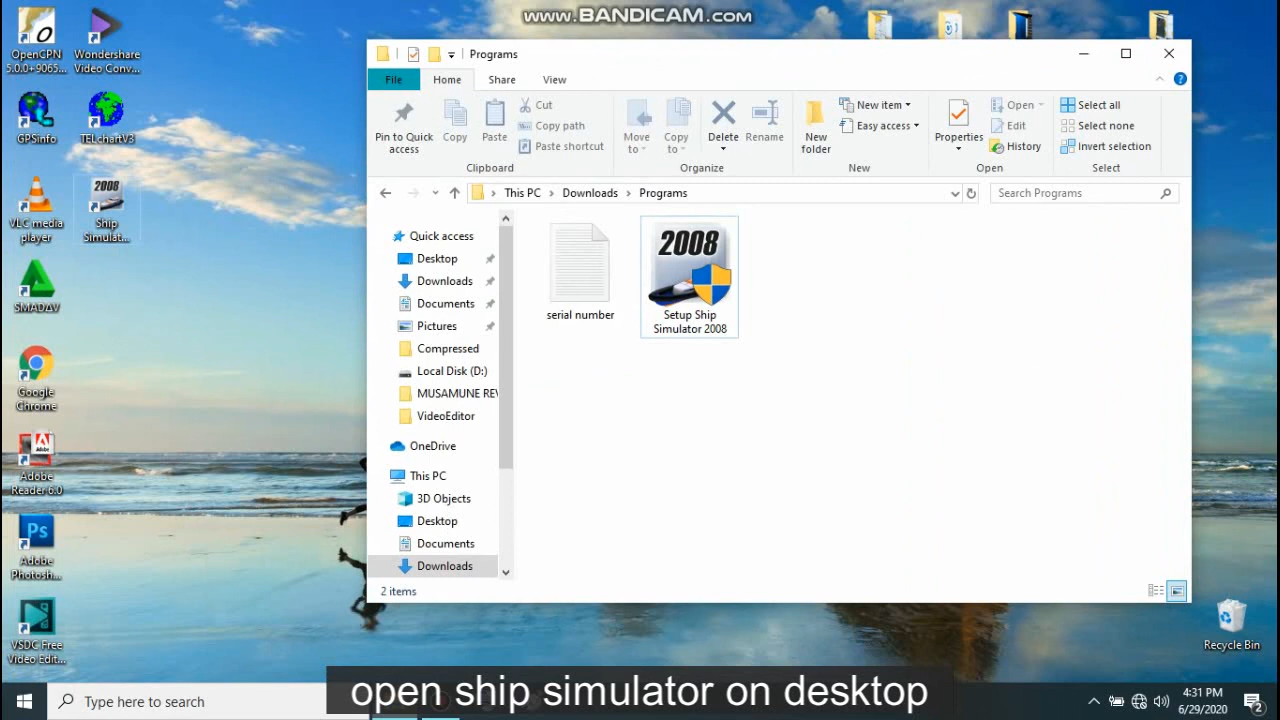 www.BANDICAM.com
OpenCPN
5.0.0+9065...
Wondershare
Video Conv...
GPSinfo
TELchartV3
VLC media
player
2008
Ship
Simulat...
SMADΔV
Google
Chrome
Adobe
Adobe
Reader 6.0
Ps
Adobe
Photosh...
VSDC Free
Video Edit...
Programs
File
Home
Share
View
Pin to Quick
access
Copy
Paste
Cut
Copy path
Paste shortcut
Clipboard
Move
to
Copy
to
Delete
Rename
Organize
New
folder
New item
Easy access
New
Properties
Open
Edit
History
Open
Select all
Select none
Invert selection
Select
This PC
Downloads
Programs
Search Programs
Quick access
Desktop
Downloads
Documents
Pictures
Compressed
Local Disk (D:)
MUSAMUNE REV
VideoEditor
OneDrive
This PC
3D Objects
Desktop
Documents
Downloads
serial number
2008
Setup Ship
Simulator 2008
2 items
Recycle Bin
Type here to search
open ship simulator on desktop
4:31 PM
6/29/2020
2